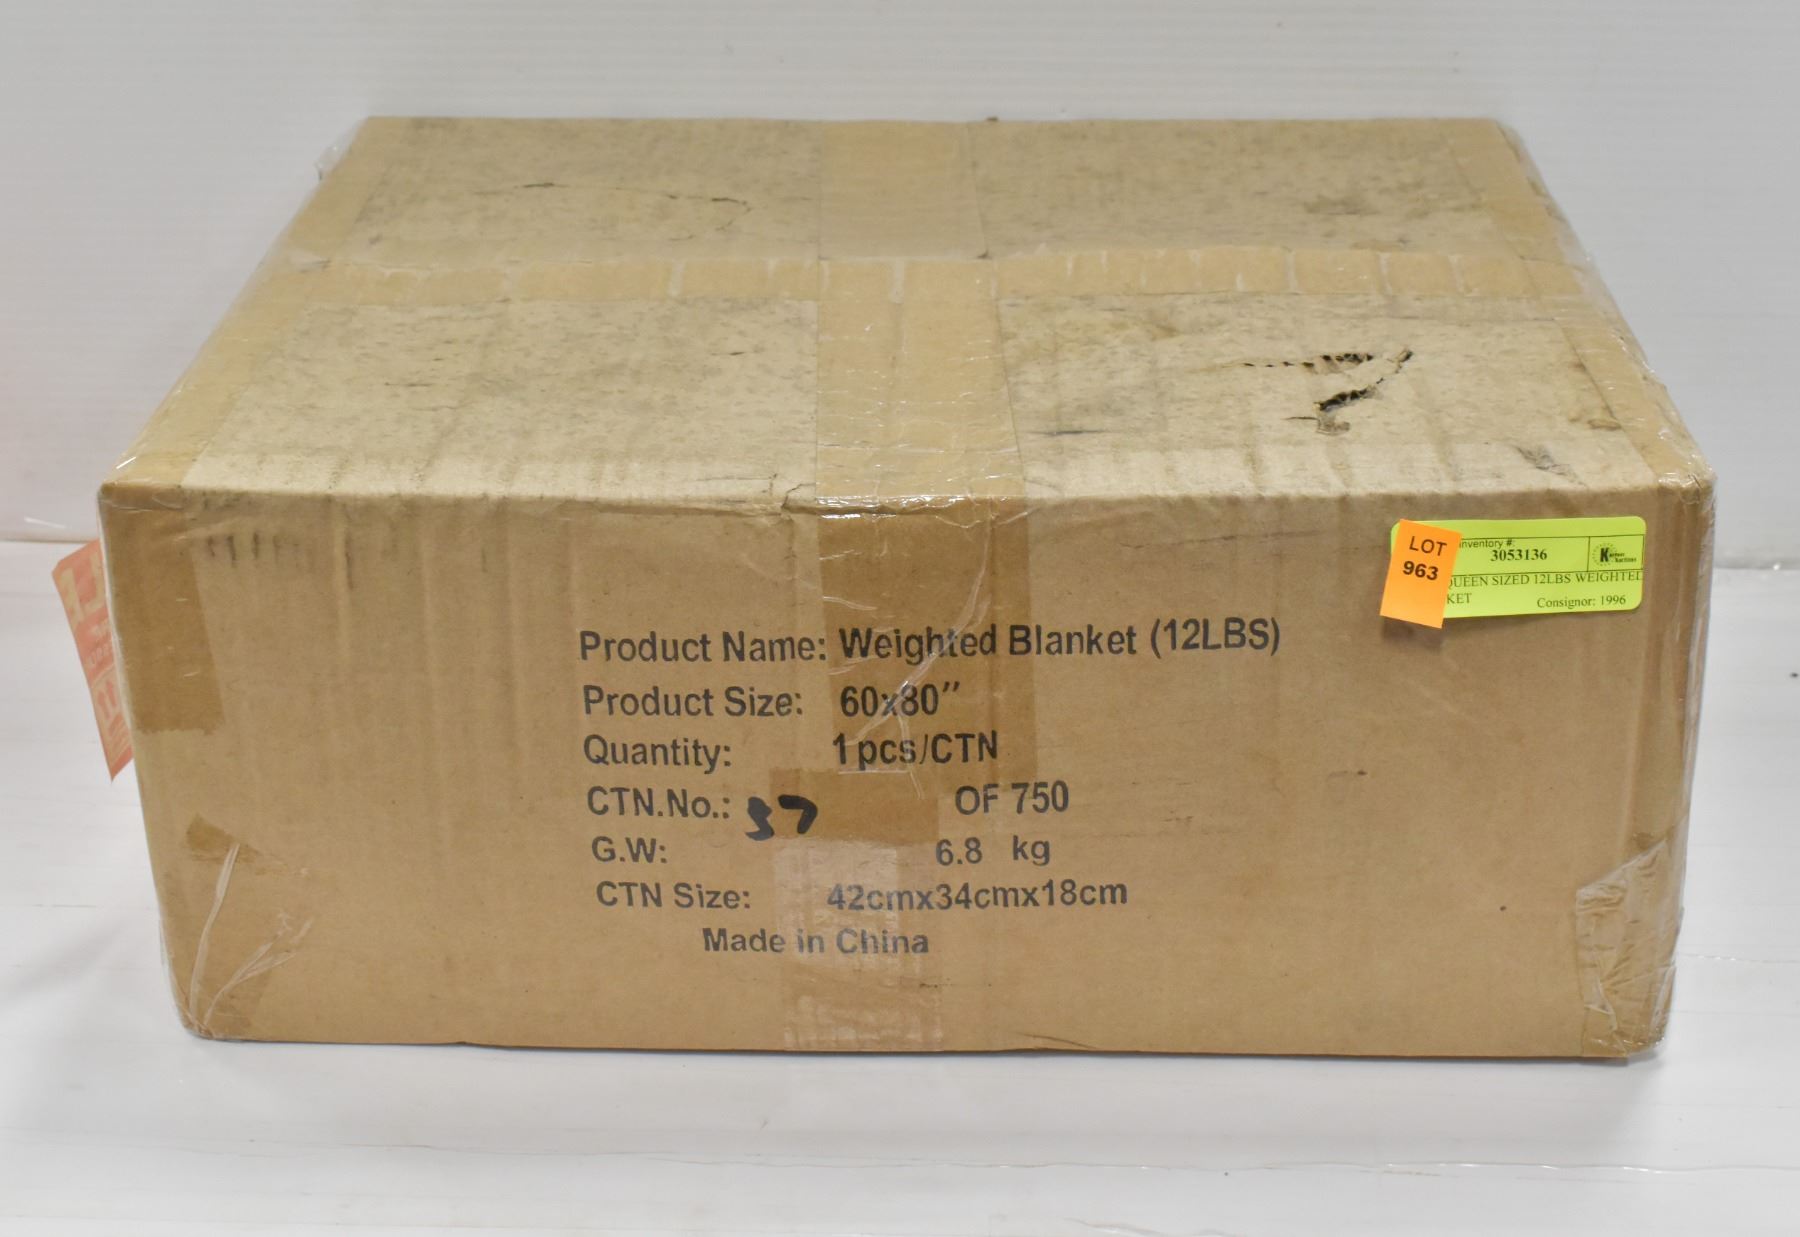 LOT
963
inventory #:
3053136
QUEEN SIZED 12LBS WEIGHTED
KET
Consignor: 1996
Product Name: Weighted Blanket (12LBS)
Product Size: 60x80"
Quantity: 1pcs/CTN
CTN.No.: 37 OF 750
G.W: 6.8 kg
CTN Size: 42cmx34cmx18cm
Made in China